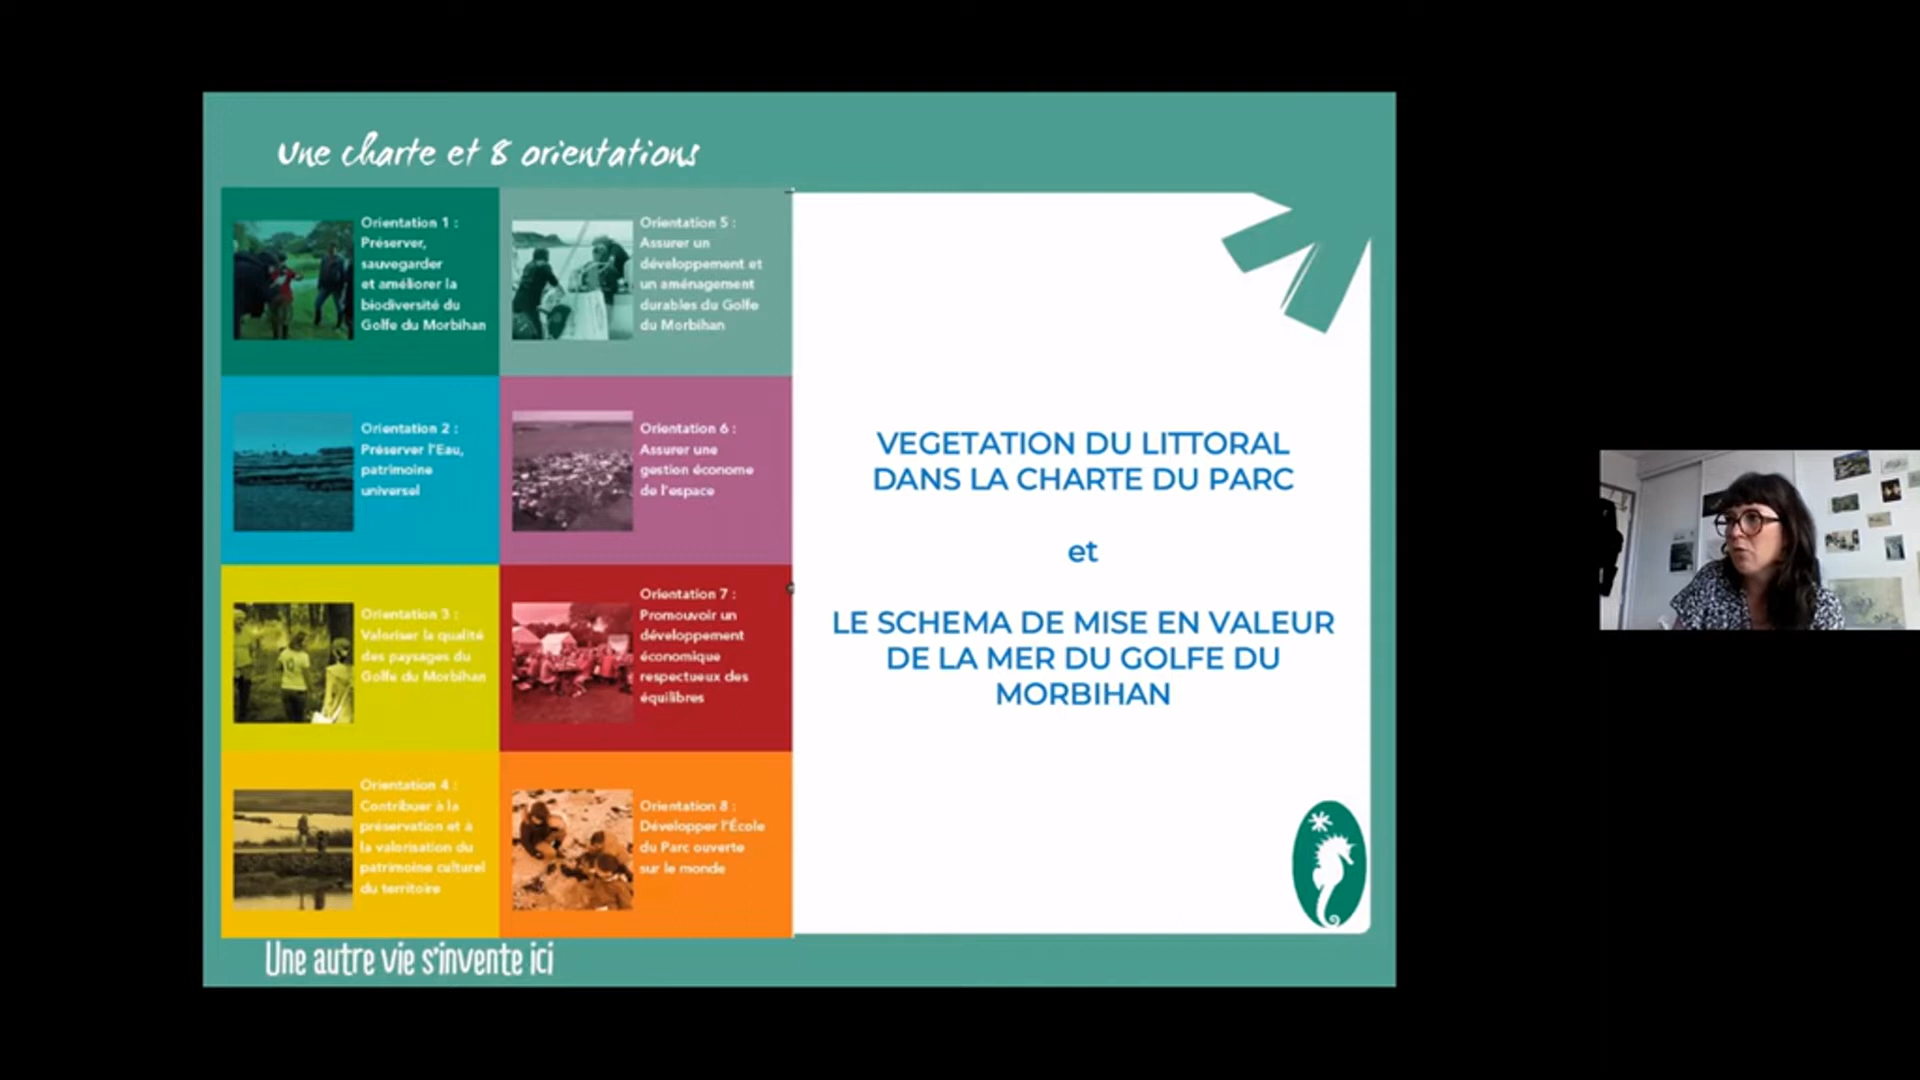 Une charte et 8 orientations
Orientation 1 :
Préserver,
sauvegarder
et améliorer la
biodiversité du
Golfe du Morbihan
Orientation 2 :
Préserver l'Eau,
patrimoine
universel
Orientation 3 :
Valoriser la qualité
des paysages du
Golfe du Morbihan
Orientation 4 :
Contribuer à la
préservation et à
la valorisation du
patrimoine culturel
du territoire
Orientation 5 :
Assurer un
développement et
un aménagement
durables du Golfe
du Morbihan
Orientation 6 :
Assurer une
gestion économe
de l'espace
Orientation 7 :
Promouvoir un
développement
économique
respectueux des
équilibres
Orientation 8 :
Développer l'École
du Parc ouverte
sur le monde
VEGETATION DU LITTORAL
DANS LA CHARTE DU PARC
et
LE SCHEMA DE MISE EN VALEUR
DE LA MER DU GOLFE DU
MORBIHAN
Une autre vie s'invente ici